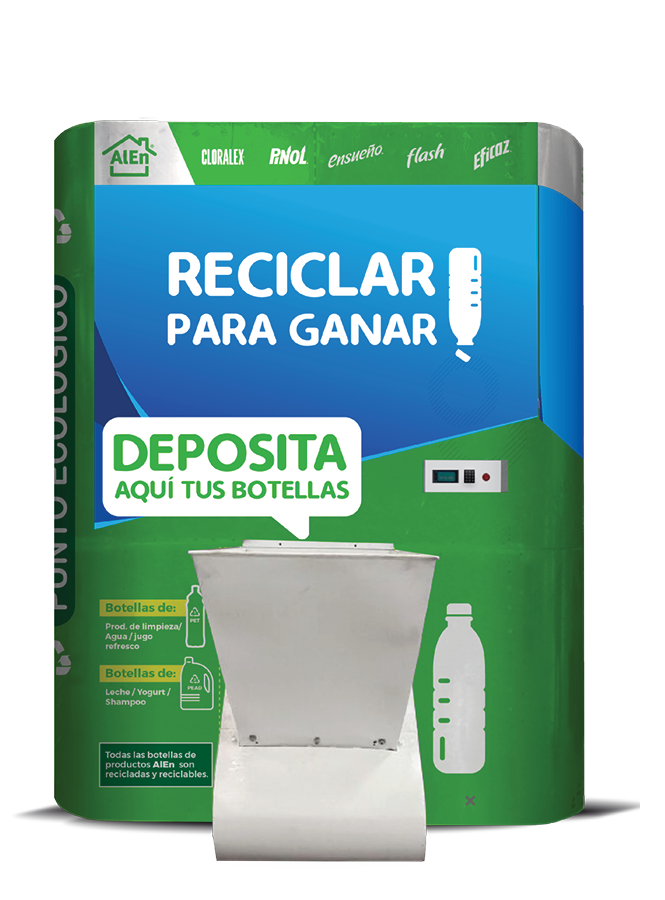 AlEn
CLORALEX PiNOL ensueño flash Eficaz
PUNTO ECOLÓGICO
RECICLAR
PARA GANAR
DEPOSITA
AQUÍ TUS BOTELLAS
Botellas de:
Prod. de limpieza/
Agua / jugo
refresco
PET
Botellas de:
Leche / Yogurt /
Shampoo
PEAD
Todas las botellas de
productos AlEn son
recicladas y reciclables.